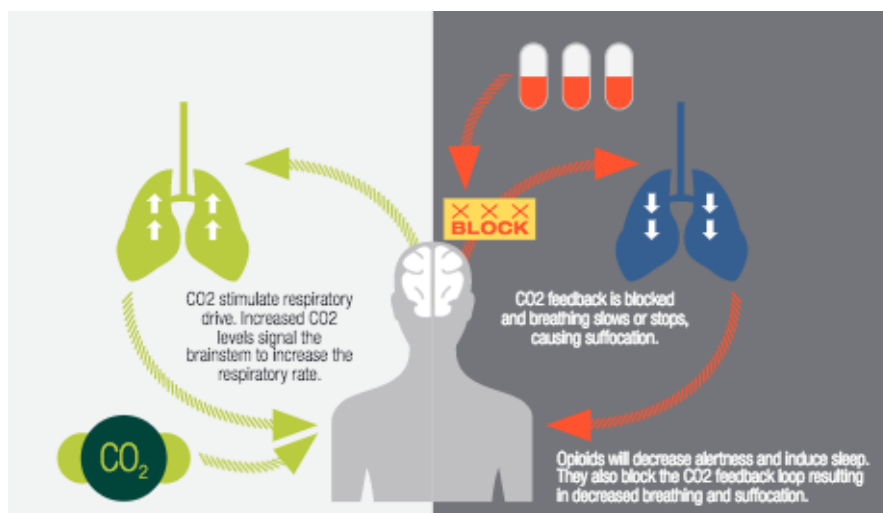 X X X
BLOCK
CO2 stimulate respiratory
drive. Increased CO2
levels signal the
brainstem to increase the
respiratory rate.
CO2 feedback is blocked
and breathing slows or stops,
causing suffocation.
CO₂
Opioids will decrease alertness and induce sleep.
They also block the CO2 feedback loop resulting
in decreased breathing and suffocation.